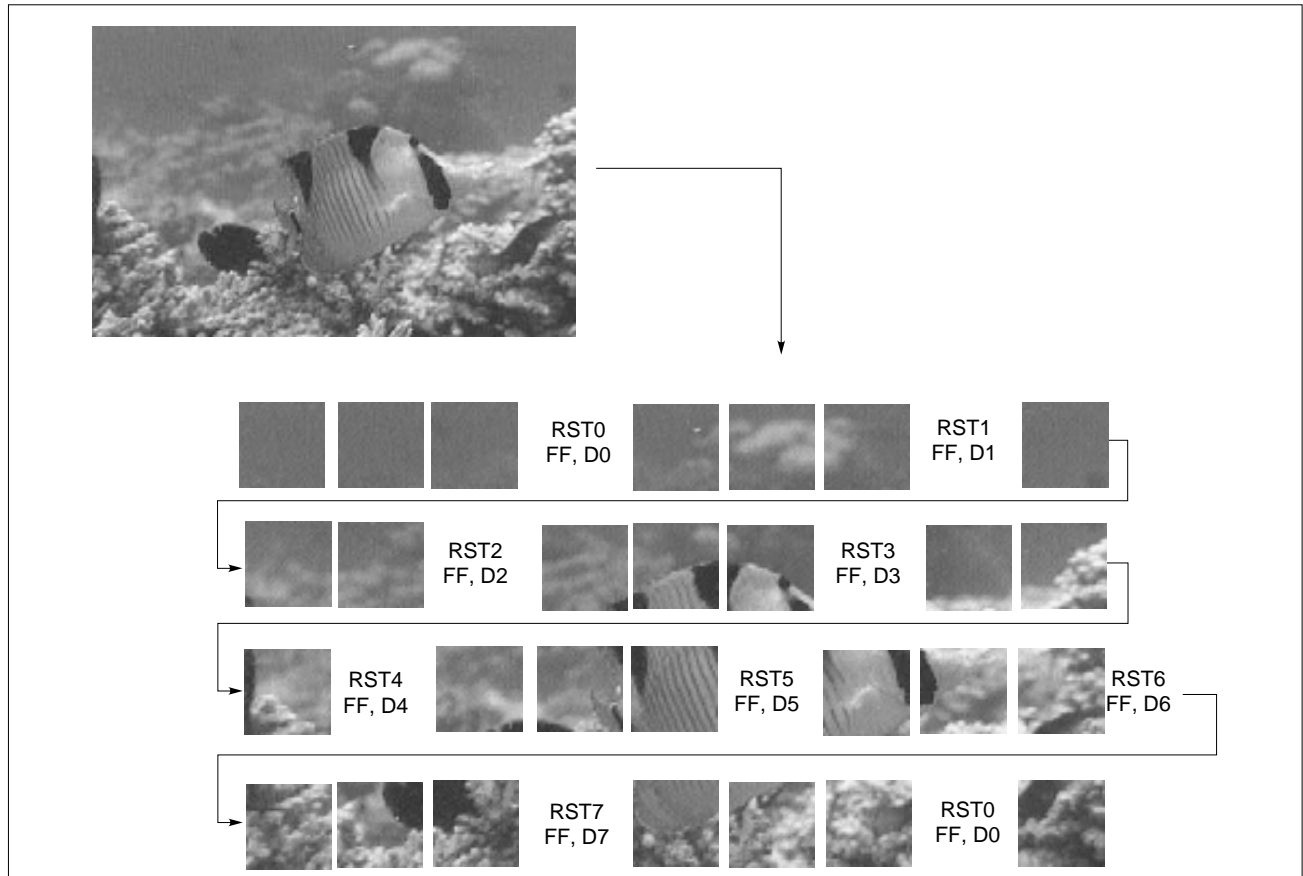 RST0
FF, D0
RST1
FF, D1
RST2
FF, D2
RST3
FF, D3
RST4
FF, D4
RST5
FF, D5
RST6
FF, D6
RST7
FF, D7
RST0
FF, D0